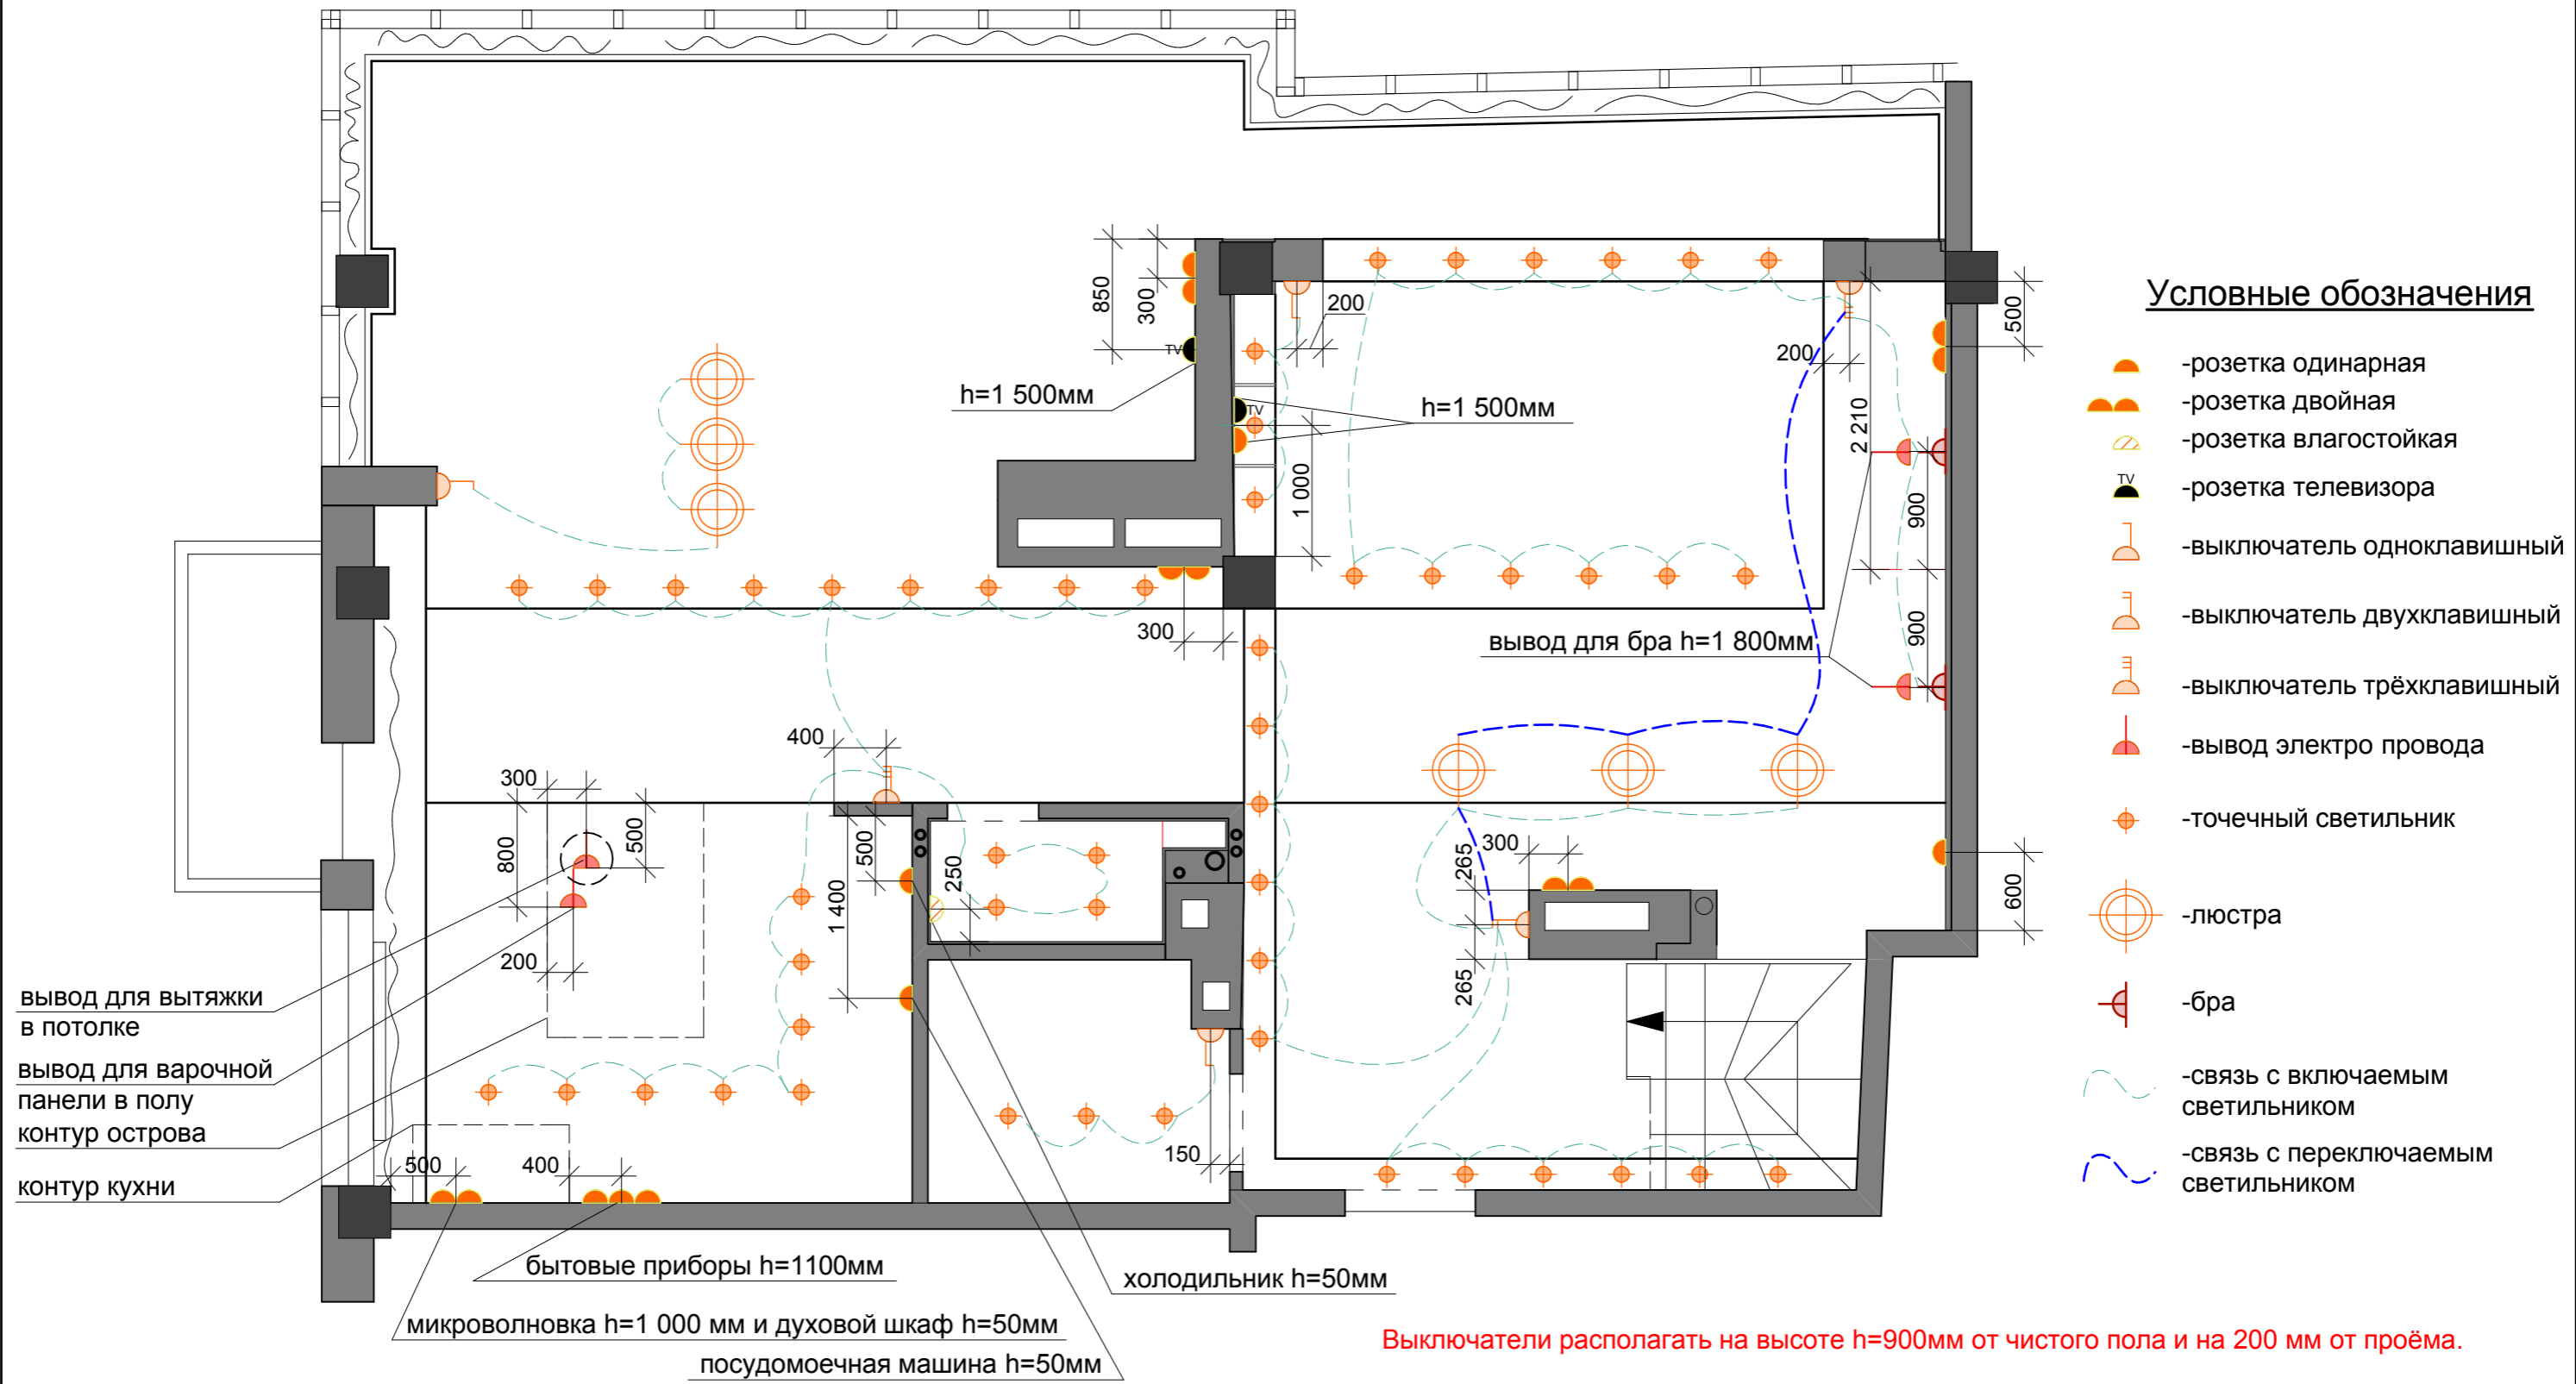 850
300
200
200
500
TV
h=1 500мм
TV
h=1 500мм
2 210
1 000
900
900
300
вывод для бра h=1 800мм
400
300
800
500
500
1 400
250
200
300
265
265
600
вывод для вытяжки
в потолке
вывод для варочной
панели в полу
контур острова
контур кухни
500
400
150
бытовые приборы h=1100мм
холодильник h=50мм
микроволновка h=1 000 мм и духовой шкаф h=50мм
посудомоечная машина h=50мм
Условные обозначения
-розетка одинарная
-розетка двойная
-розетка влагостойкая
TV
-розетка телевизора
-выключатель одноклавишный
-выключатель двухклавишный
-выключатель трёхклавишный
-вывод электро провода
-точечный светильник
-люстра
-бра
-связь с включаемым
светильником
-связь с переключаемым
светильником
Выключатели располагать на высоте h=900мм от чистого пола и на 200 мм от проёма.